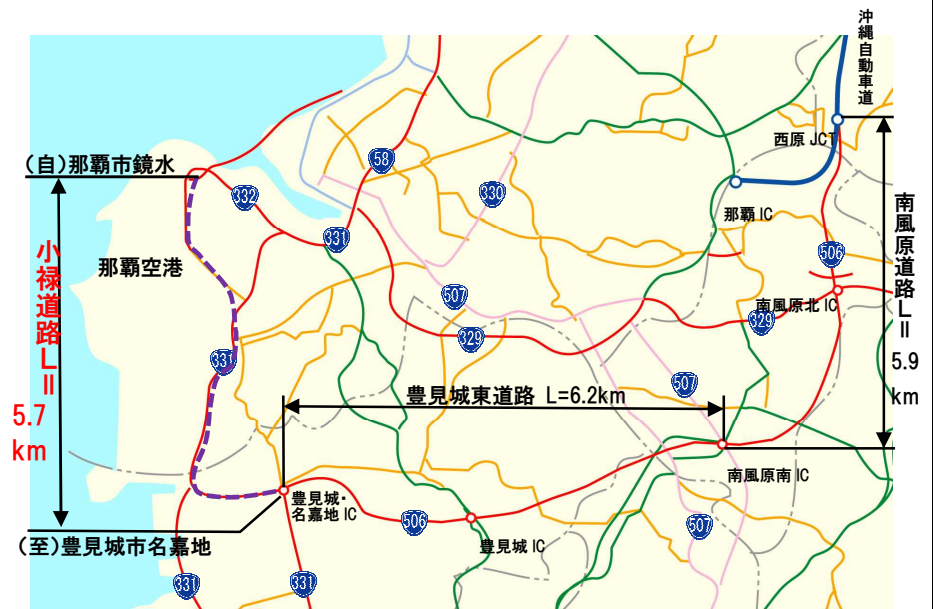 沖縄自動車道
西原 JCT
(自)那覇市鏡水
58
332
330
南風原道路L=5.9km
那覇 IC
331
506
小禄道路L=5.7km
那覇空港
507
南風原北 IC
329
329
331
507
豊見城東道路 L=6.2km
南風原南 IC
豊見城・
名嘉地 IC
506
507
(至)豊見城市名嘉地
豊見城 IC
331
331